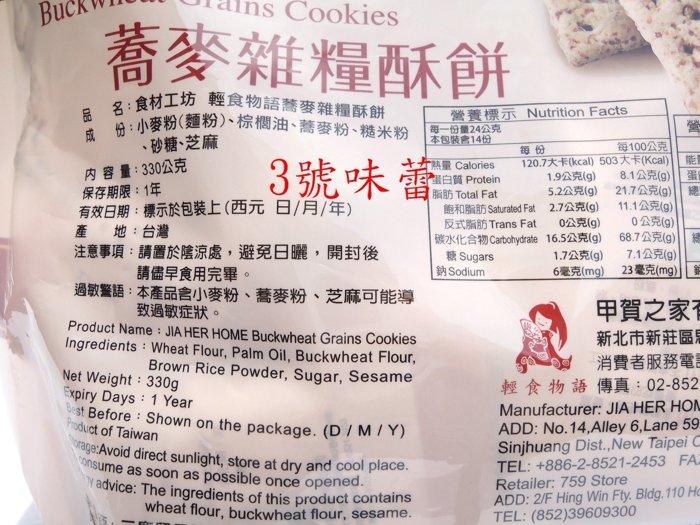 Buckwheat Grains Cookies
蕎麥雜糧酥餅
品 名：食材工坊 輕食物語蕎麥雜糧酥餅
成 份：小麥粉(麵粉)、棕櫚油、蕎麥粉、糙米粉
、砂糖、芝麻
內 容 量：330公克
保存期限：1年
有效日期：標示於包裝上(西元 日/月/年)
產 地：台灣
注意事項：請置於陰涼處，避免日曬，開封後
請儘早食用完畢。
過敏警語：本產品含小麥粉、蕎麥粉、芝麻可能導
致過敏症狀。
Product Name：JIA HER HOME Buckwheat Grains Cookies
Ingredients：Wheat Flour, Palm Oil, Buckwheat Flour,
Brown Rice Powder, Sugar, Sesame
Net Weight：330g
Expiry Days：1 Year
Best Before：Shown on the package. (D / M / Y)
Product of Taiwan
Storage:Avoid direct sunlight, store at dry and cool place.
consume as soon as possible once opened.
advice: The ingredients of this product contains
wheat flour, buckwheat flour, sesame.
3號味蕾
營養標示 Nutrition Facts
每一份量24公克
本包裝含14份
每 份 每100公克
熱量 Calories 120.7大卡(kcal) 503大卡(Kcal)
蛋白質 Protein 1.9公克(g) 8.1公克(g)
脂肪 Total Fat 5.2公克(g) 21.7公克(g)
飽和脂肪 Saturated Fat 2.7公克(g) 11.1公克(g)
反式脂肪 Trans Fat 0公克(g) 0公克(g)
碳水化合物 Carbohydrate 16.5公克(g) 68.7公克(g)
糖 Sugars 1.7公克(g) 7.1公克(g)
鈉 Sodium 6毫克(mg) 23毫克(mg)
輕食物語
甲賀之家有
新北市新莊區
消費者服務電
傳真：02-852
Manufacturer: JIA HER HOM
ADD: No.14,Alley 6,Lane 59
Sinjhuang Dist.,New Taipei C
TEL: +886-2-8521-2453 FAX
Retailer: 759 Store
ADD: 2/F Hing Win Fty. Bldg.110 Ho
TEL: (852)39609300